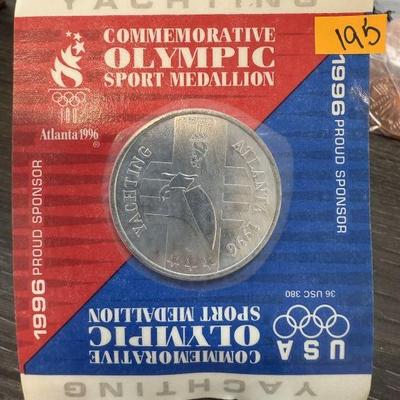 YACHTING
COMMEMORATIVE
OLYMPIC
SPORT MEDALLION
195
Atlanta 1996
100
®
1996 PROUD SPONSOR
1996 PROUD SPONSOR
YACHTING ATLANTA 1996
36 USC 380
USA
COMMEMORATIVE
OLYMPIC
SPORT MEDALLION
YACHTING